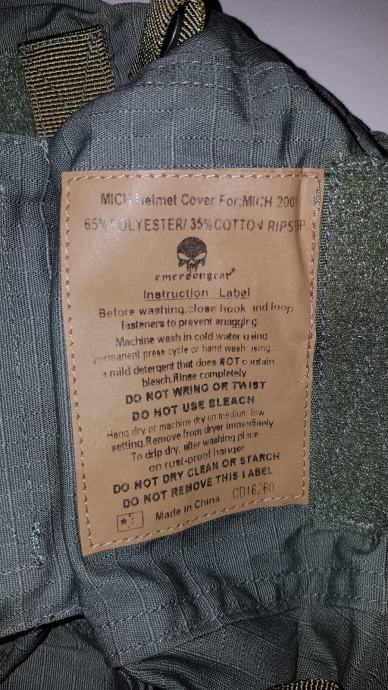 MICH Helmet Cover For:MICH 2001
65% POLYESTER/ 35%COTTON RIPSTOP
emersongear
Instruction Label
Before washing,close hook and loop
fasteners to prevent snugging.
Machine wash in cold water using
permanent press cycle or hand wash using
a mild detergent that does NOT contain
bleach.Rinse completely
DO NOT WRING OR TWIST
DO NOT USE BLEACH
Hang dry or machine dry on medium low
setting.Remove from dryer immediately
To drip dry, after washing place
on rust-proof hanger
DO NOT DRY CLEAN OR STARCH
DO NOT REMOVE THIS LABEL
Made in China CD16260